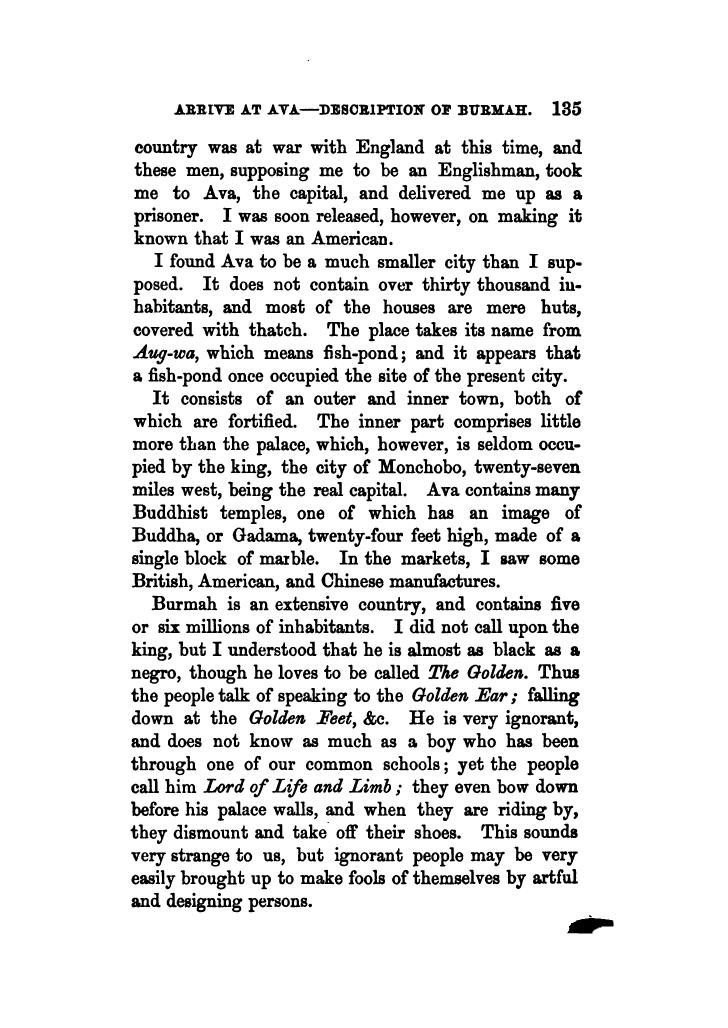 ARRIVE AT AVA—DESCRIPTION OF BURMAH. 135
country was at war with England at this time, and
these men, supposing me to be an Englishman, took
me to Ava, the capital, and delivered me up as a
prisoner. I was soon released, however, on making it
known that I was an American.
I found Ava to be a much smaller city than I sup-
posed. It does not contain over thirty thousand in-
habitants, and most of the houses are mere huts,
covered with thatch. The place takes its name from
Aug-wa, which means fish-pond; and it appears that
a fish-pond once occupied the site of the present city.
It consists of an outer and inner town, both of
which are fortified. The inner part comprises little
more than the palace, which, however, is seldom occu-
pied by the king, the city of Monchobo, twenty-seven
miles west, being the real capital. Ava contains many
Buddhist temples, one of which has an image of
Buddha, or Gadama, twenty-four feet high, made of a
single block of marble. In the markets, I saw some
British, American, and Chinese manufactures.
Burmah is an extensive country, and contains five
or six millions of inhabitants. I did not call upon the
king, but I understood that he is almost as black as a
negro, though he loves to be called The Golden. Thus
the people talk of speaking to the Golden Ear; falling
down at the Golden Feet, &c. He is very ignorant,
and does not know as much as a boy who has been
through one of our common schools; yet the people
call him Lord of Life and Limb; they even bow down
before his palace walls, and when they are riding by,
they dismount and take off their shoes. This sounds
very strange to us, but ignorant people may be very
easily brought up to make fools of themselves by artful
and designing persons.